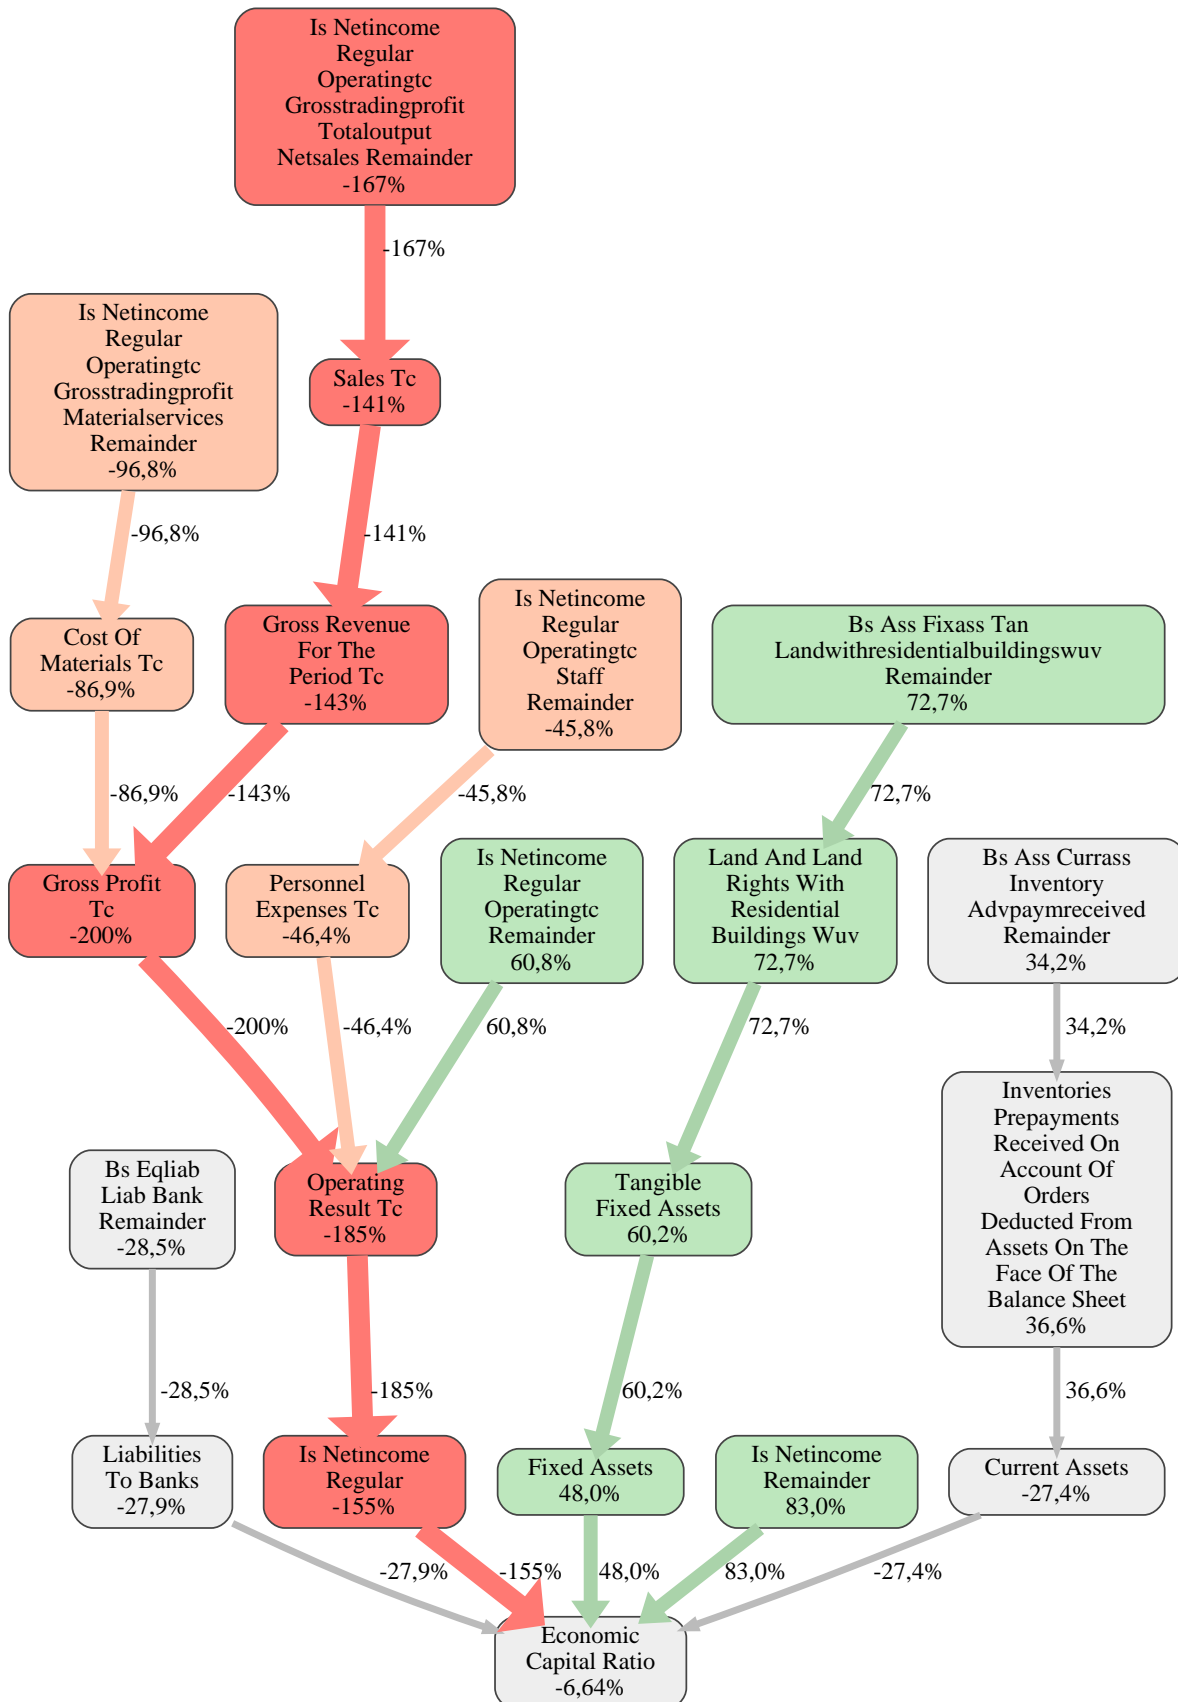 Is Netincome
Regular
Operatingtc
Grosstradingprofit
Totaloutput
Netsales Remainder
-167%
-167%
Is Netincome
Regular
Operatingtc
Grosstradingprofit
Materialservices
Remainder
-96,8%
Sales Tc
-141%
-96,8%
-141%
Cost Of
Materials Tc
-86,9%
Gross Revenue
For The
Period Tc
-143%
Is Netincome
Regular
Operatingtc
Staff
Remainder
-45,8%
Bs Ass Fixass Tan
Landwithresidentialbuildingswuv
Remainder
72,7%
-86,9%
-143%
-45,8%
72,7%
Gross Profit
Tc
-200%
Personnel
Expenses Tc
-46,4%
Is Netincome
Regular
Operatingtc
Remainder
60,8%
Land And Land
Rights With
Residential
Buildings Wuv
72,7%
Bs Ass Currass
Inventory
Advpaymreceived
Remainder
34,2%
-200%
-46,4%
60,8%
72,7%
34,2%
Bs Eqliab
Liab Bank
Remainder
-28,5%
Operating
Result Tc
-185%
Tangible
Fixed Assets
60,2%
Inventories
Prepayments
Received On
Account Of
Orders
Deducted From
Assets On The
Face Of The
Balance Sheet
36,6%
-28,5%
-185%
60,2%
36,6%
Liabilities
To Banks
-27,9%
Is Netincome
Regular
-155%
Fixed Assets
48,0%
Is Netincome
Remainder
83,0%
Current Assets
-27,4%
-27,9%
-155%
48,0%
83,0%
-27,4%
Economic
Capital Ratio
-6,64%